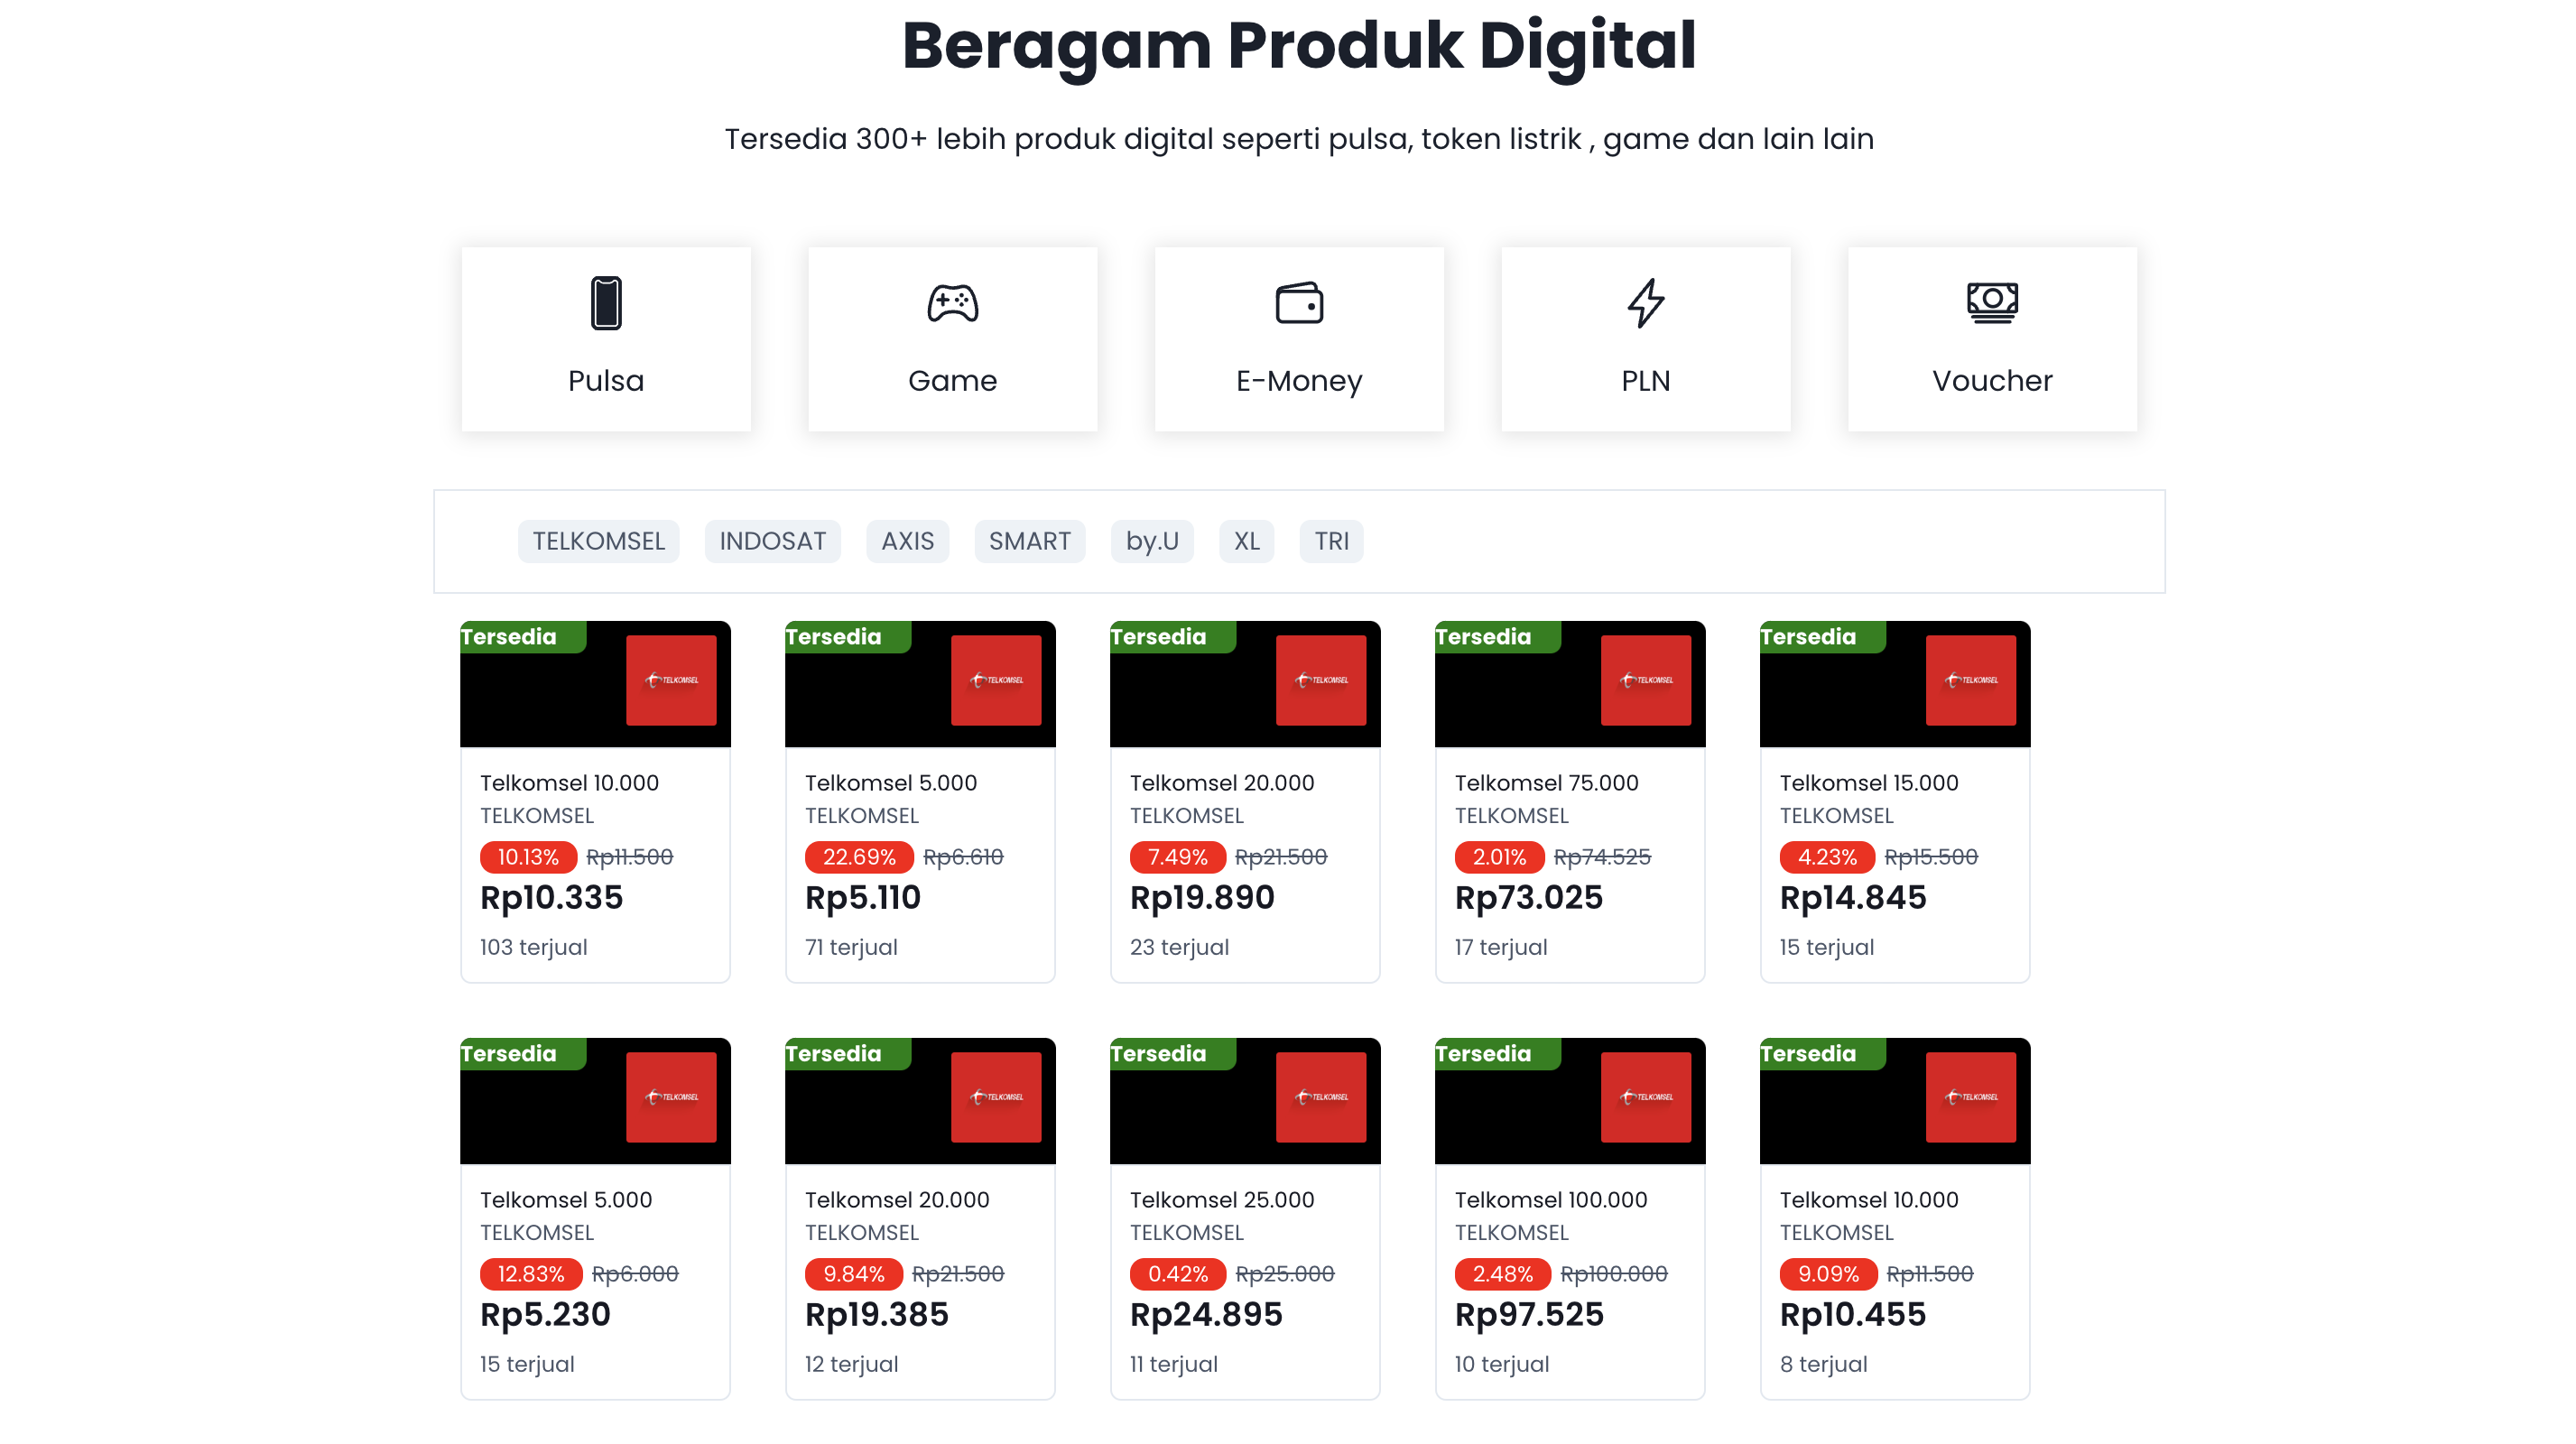 Beragam Produk Digital
Tersedia 300+ lebih produk digital seperti pulsa, token listrik , game dan lain lain
Pulsa
Game
E-Money
PLN
Voucher
TELKOMSEL INDOSAT AXIS SMART by.U XL TRI
Tersedia
TELKOMSEL
Telkomsel 10.000
TELKOMSEL
10.13% Rp11.500
Rp10.335
103 terjual
Tersedia
TELKOMSEL
Telkomsel 5.000
TELKOMSEL
22.69% Rp6.610
Rp5.110
71 terjual
Tersedia
TELKOMSEL
Telkomsel 20.000
TELKOMSEL
7.49% Rp21.500
Rp19.890
23 terjual
Tersedia
TELKOMSEL
Telkomsel 75.000
TELKOMSEL
2.01% Rp74.525
Rp73.025
17 terjual
Tersedia
TELKOMSEL
Telkomsel 15.000
TELKOMSEL
4.23% Rp15.500
Rp14.845
15 terjual
Tersedia
TELKOMSEL
Telkomsel 5.000
TELKOMSEL
12.83% Rp6.000
Rp5.230
15 terjual
Tersedia
TELKOMSEL
Telkomsel 20.000
TELKOMSEL
9.84% Rp21.500
Rp19.385
12 terjual
Tersedia
TELKOMSEL
Telkomsel 25.000
TELKOMSEL
0.42% Rp25.000
Rp24.895
11 terjual
Tersedia
TELKOMSEL
Telkomsel 100.000
TELKOMSEL
2.48% Rp100.000
Rp97.525
10 terjual
Tersedia
TELKOMSEL
Telkomsel 10.000
TELKOMSEL
9.09% Rp11.500
Rp10.455
8 terjual